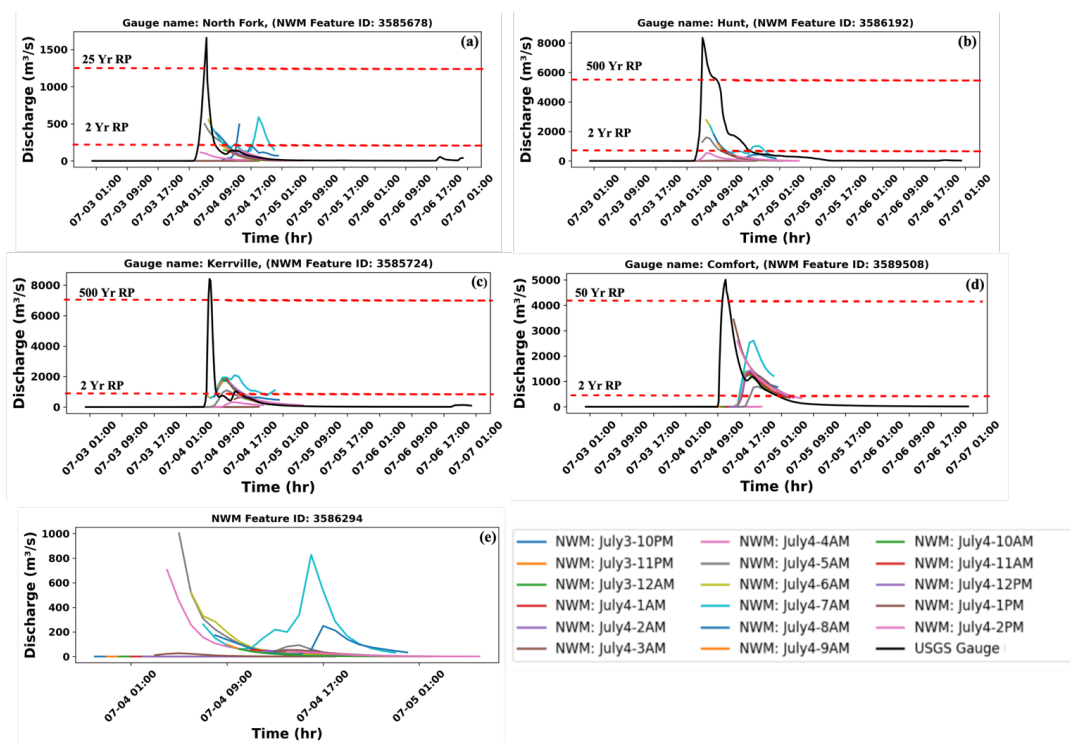 Gauge name: North Fork, (NWM Feature ID: 3585678)
(a)
Discharge (m³/s)
1500
1000
500
0
25 Yr RP
2 Yr RP
07-03 01:00
07-03 09:00
07-03 17:00
07-04 01:00
07-04 09:00
07-04 17:00
07-05 01:00
07-05 09:00
07-05 17:00
07-06 01:00
07-06 09:00
07-06 17:00
07-07 01:00
Time (hr)
Gauge name: Hunt, (NWM Feature ID: 3586192)
(b)
Discharge (m³/s)
8000
6000
4000
2000
0
500 Yr RP
2 Yr RP
07-03 01:00
07-03 09:00
07-03 17:00
07-04 01:00
07-04 09:00
07-04 17:00
07-05 01:00
07-05 09:00
07-05 17:00
07-06 01:00
07-06 09:00
07-06 17:00
07-07 01:00
Time (hr)
Gauge name: Kerrville, (NWM Feature ID: 3585724)
(c)
Discharge (m³/s)
8000
6000
4000
2000
0
500 Yr RP
2 Yr RP
07-03 01:00
07-03 09:00
07-03 17:00
07-04 01:00
07-04 09:00
07-04 17:00
07-05 01:00
07-05 09:00
07-05 17:00
07-06 01:00
07-06 09:00
07-06 17:00
07-07 01:00
Time (hr)
Gauge name: Comfort, (NWM Feature ID: 3589508)
(d)
Discharge (m³/s)
5000
4000
3000
2000
1000
0
50 Yr RP
2 Yr RP
07-03 01:00
07-03 09:00
07-03 17:00
07-04 01:00
07-04 09:00
07-04 17:00
07-05 01:00
07-05 09:00
07-05 17:00
07-06 01:00
07-06 09:00
07-06 17:00
07-07 01:00
Time (hr)
NWM Feature ID: 3586294
(e)
Discharge (m³/s)
1000
800
600
400
200
0
07-04 01:00
07-04 09:00
07-04 17:00
07-05 01:00
Time (hr)
NWM: July3-10PM
NWM: July3-11PM
NWM: July3-12AM
NWM: July4-1AM
NWM: July4-2AM
NWM: July4-3AM
NWM: July4-4AM
NWM: July4-5AM
NWM: July4-6AM
NWM: July4-7AM
NWM: July4-8AM
NWM: July4-9AM
NWM: July4-10AM
NWM: July4-11AM
NWM: July4-12PM
NWM: July4-1PM
NWM: July4-2PM
USGS Gauge